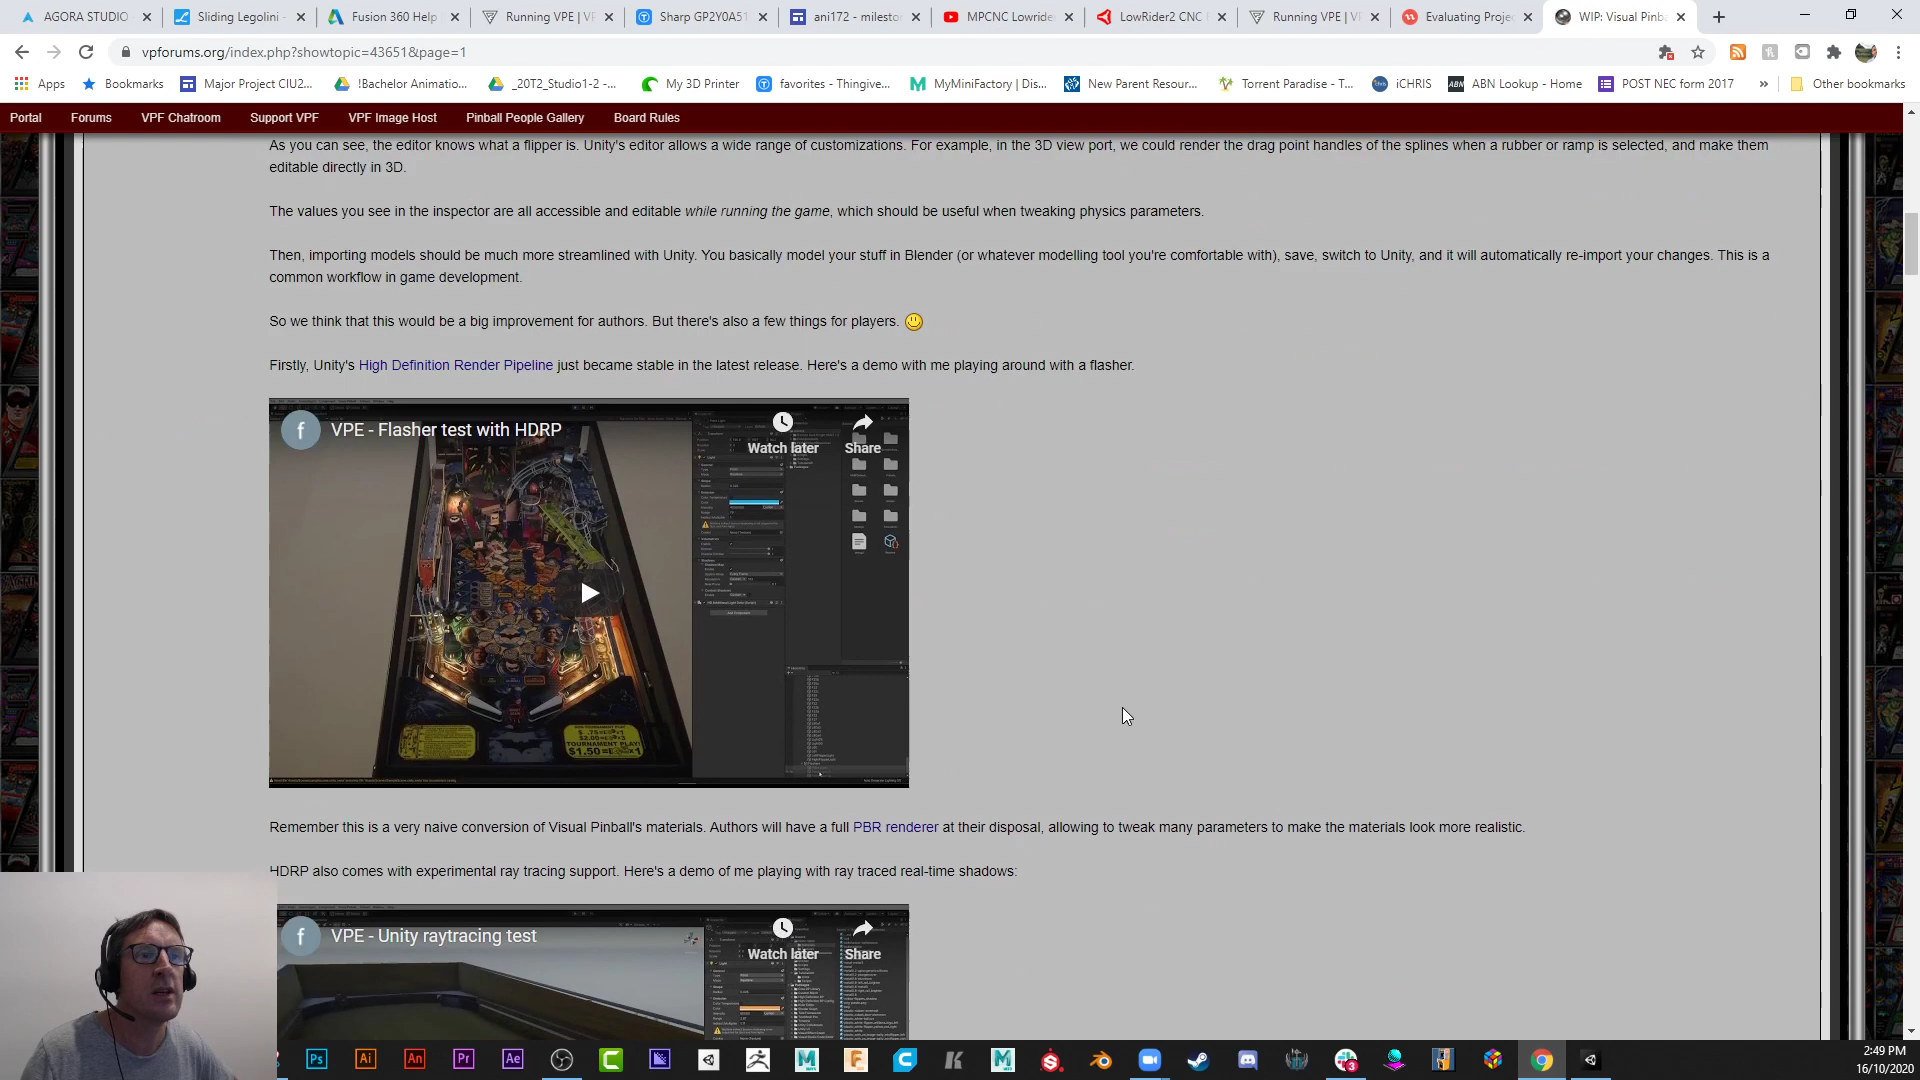 AGORA STUDIO
Sliding Legolini -
Fusion 360 Help
Running VPE | VP
Sharp GP2Y0A51
ani172 - milesto
MPCNC Lowride
LowRider2 CNC
Running VPE | VP
Evaluating Proje
WIP: Visual Pinb
vpforums.org/index.php?showtopic=43651&page=1
Apps
Bookmarks
Major Project CIU2...
!Bachelor Animatio...
_20T2_Studio1-2 -...
My 3D Printer
favorites - Thingive...
MyMiniFactory | Dis...
New Parent Resour...
Torrent Paradise - T...
iCHRIS
ABN Lookup - Home
POST NEC form 2017
»
Other bookmarks
Portal
Forums
VPF Chatroom
Support VPF
VPF Image Host
Pinball People Gallery
Board Rules
As you can see, the editor knows what a flipper is. Unity's editor allows a wide range of customizations. For example, in the 3D view port, we could render the drag point handles of the splines when a rubber or ramp is selected, and make them
editable directly in 3D.
The values you see in the inspector are all accessible and editable while running the game, which should be useful when tweaking physics parameters.
Then, importing models should be much more streamlined with Unity. You basically model your stuff in Blender (or whatever modelling tool you're comfortable with), save, switch to Unity, and it will automatically re-import your changes. This is a
common workflow in game development.
So we think that this would be a big improvement for authors. But there's also a few things for players.
Firstly, Unity's High Definition Render Pipeline just became stable in the latest release. Here's a demo with me playing around with a flasher.
f
VPE - Flasher test with HDRP
Watch later
Share
TOURNAMENT PLAY!
Remember this is a very naive conversion of Visual Pinball's materials. Authors will have a full PBR renderer at their disposal, allowing to tweak many parameters to make the materials look more realistic.
HDRP also comes with experimental ray tracing support. Here's a demo of me playing with ray traced real-time shadows:
f
VPE - Unity raytracing test
Watch later
Share
Ps
Ai
An
Pr
Ae
2:49 PM
16/10/2020